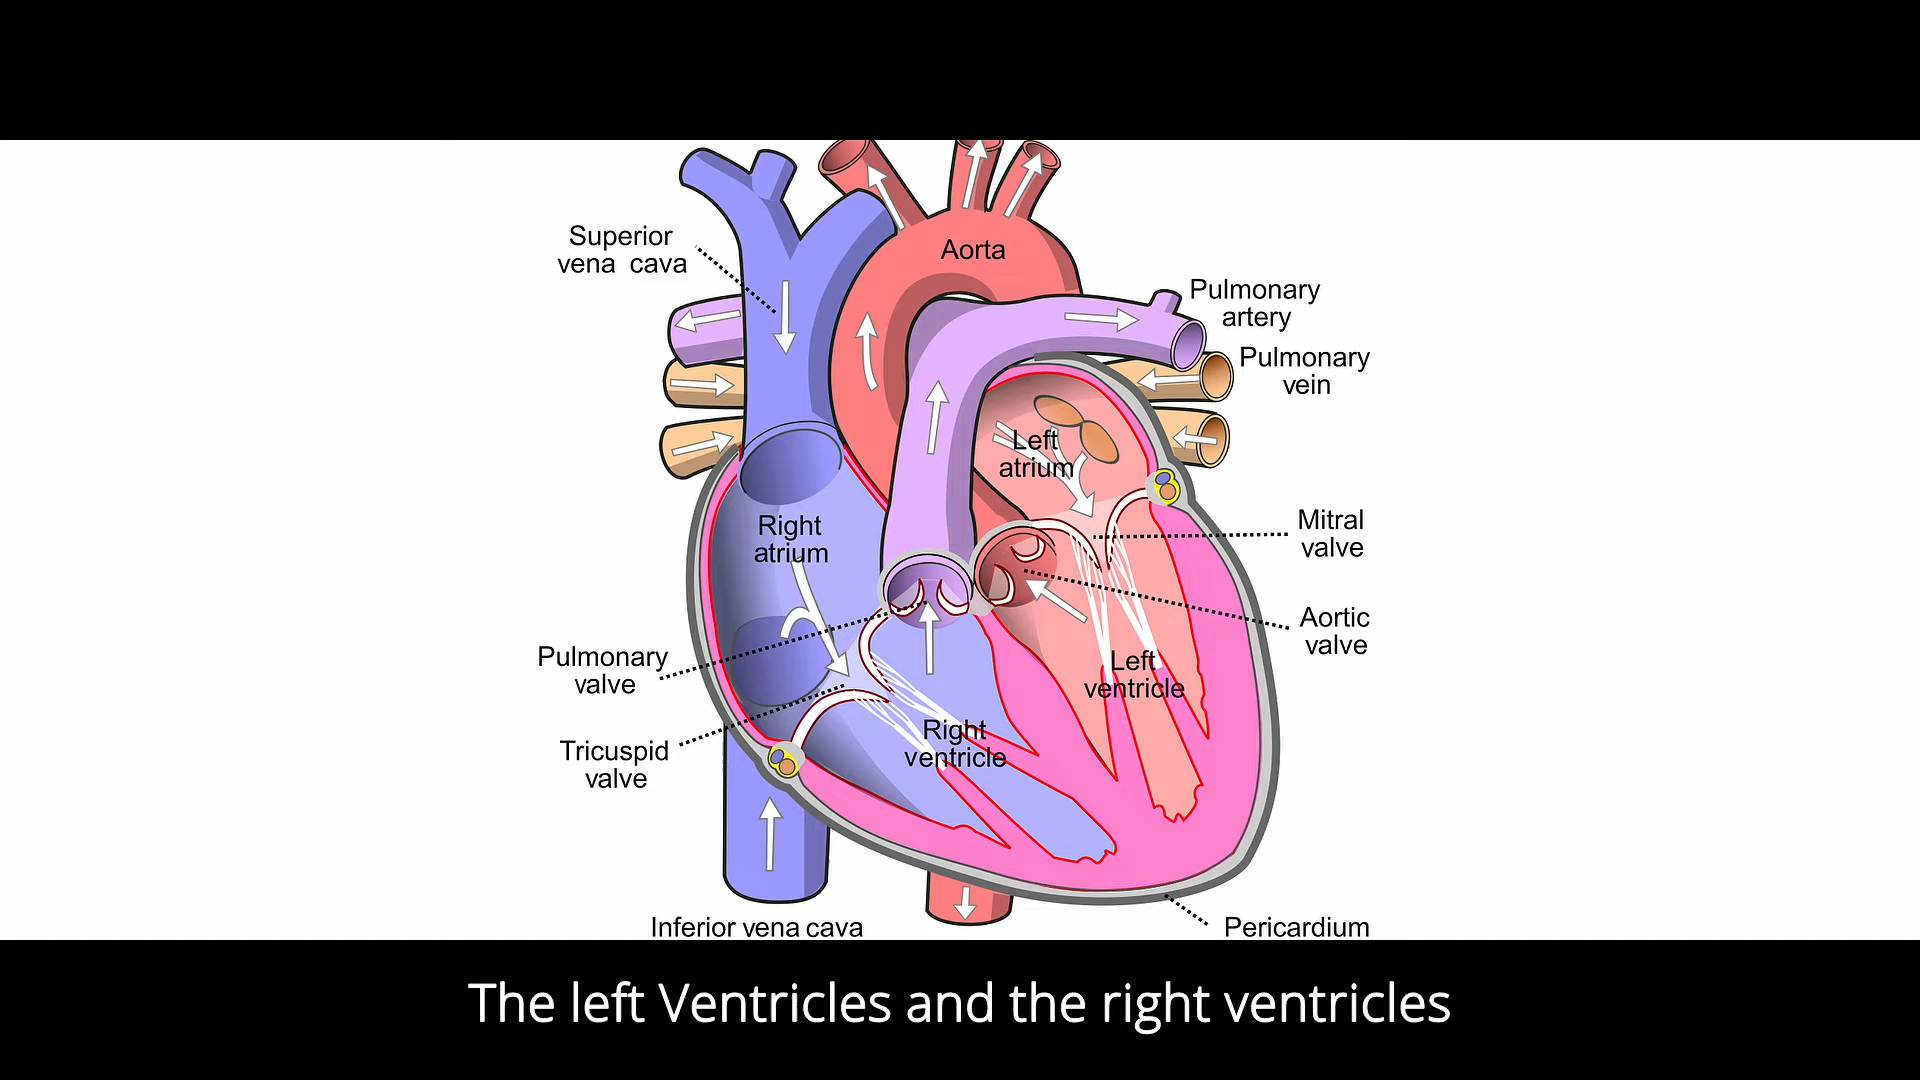 Superior
vena cava
Aorta
Pulmonary
artery
Pulmonary
vein
Left
atrium
Right
atrium
Mitral
valve
Aortic
valve
Pulmonary
valve
Left
ventricle
Right
ventricle
Tricuspid
valve
Inferior vena cava
Pericardium
The left Ventricles and the right ventricles